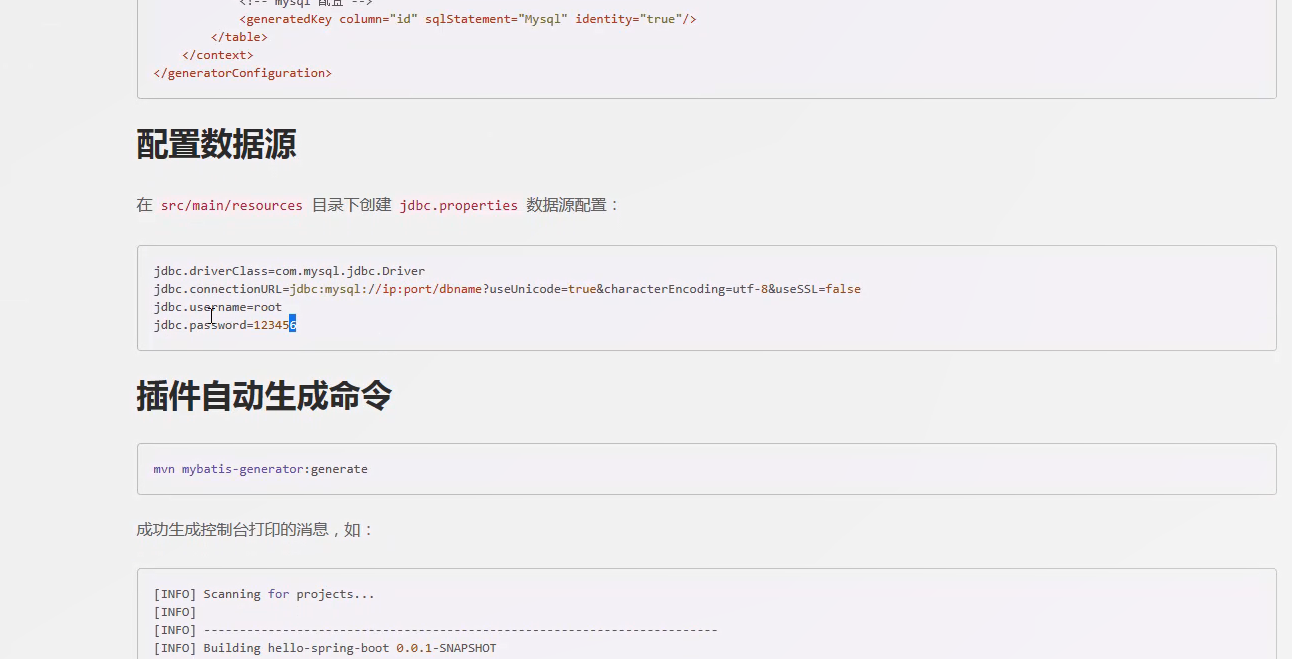 <!-- mysql 配置 -->
<generatedKey column="id" sqlStatement="Mysql" identity="true"/>
</table>
</context>
</generatorConfiguration>
配置数据源
在 src/main/resources 目录下创建 jdbc.properties 数据源配置：
jdbc.driverClass=com.mysql.jdbc.Driver
jdbc.connectionURL=jdbc:mysql://ip:port/dbname?useUnicode=true&characterEncoding=utf-8&useSSL=false
jdbc.username=root
jdbc.password=123456
插件自动生成命令
mvn mybatis-generator:generate
成功生成控制台打印的消息，如：
[INFO] Scanning for projects...
[INFO]
[INFO] ------------------------------------------------------------------------
[INFO] Building hello-spring-boot 0.0.1-SNAPSHOT